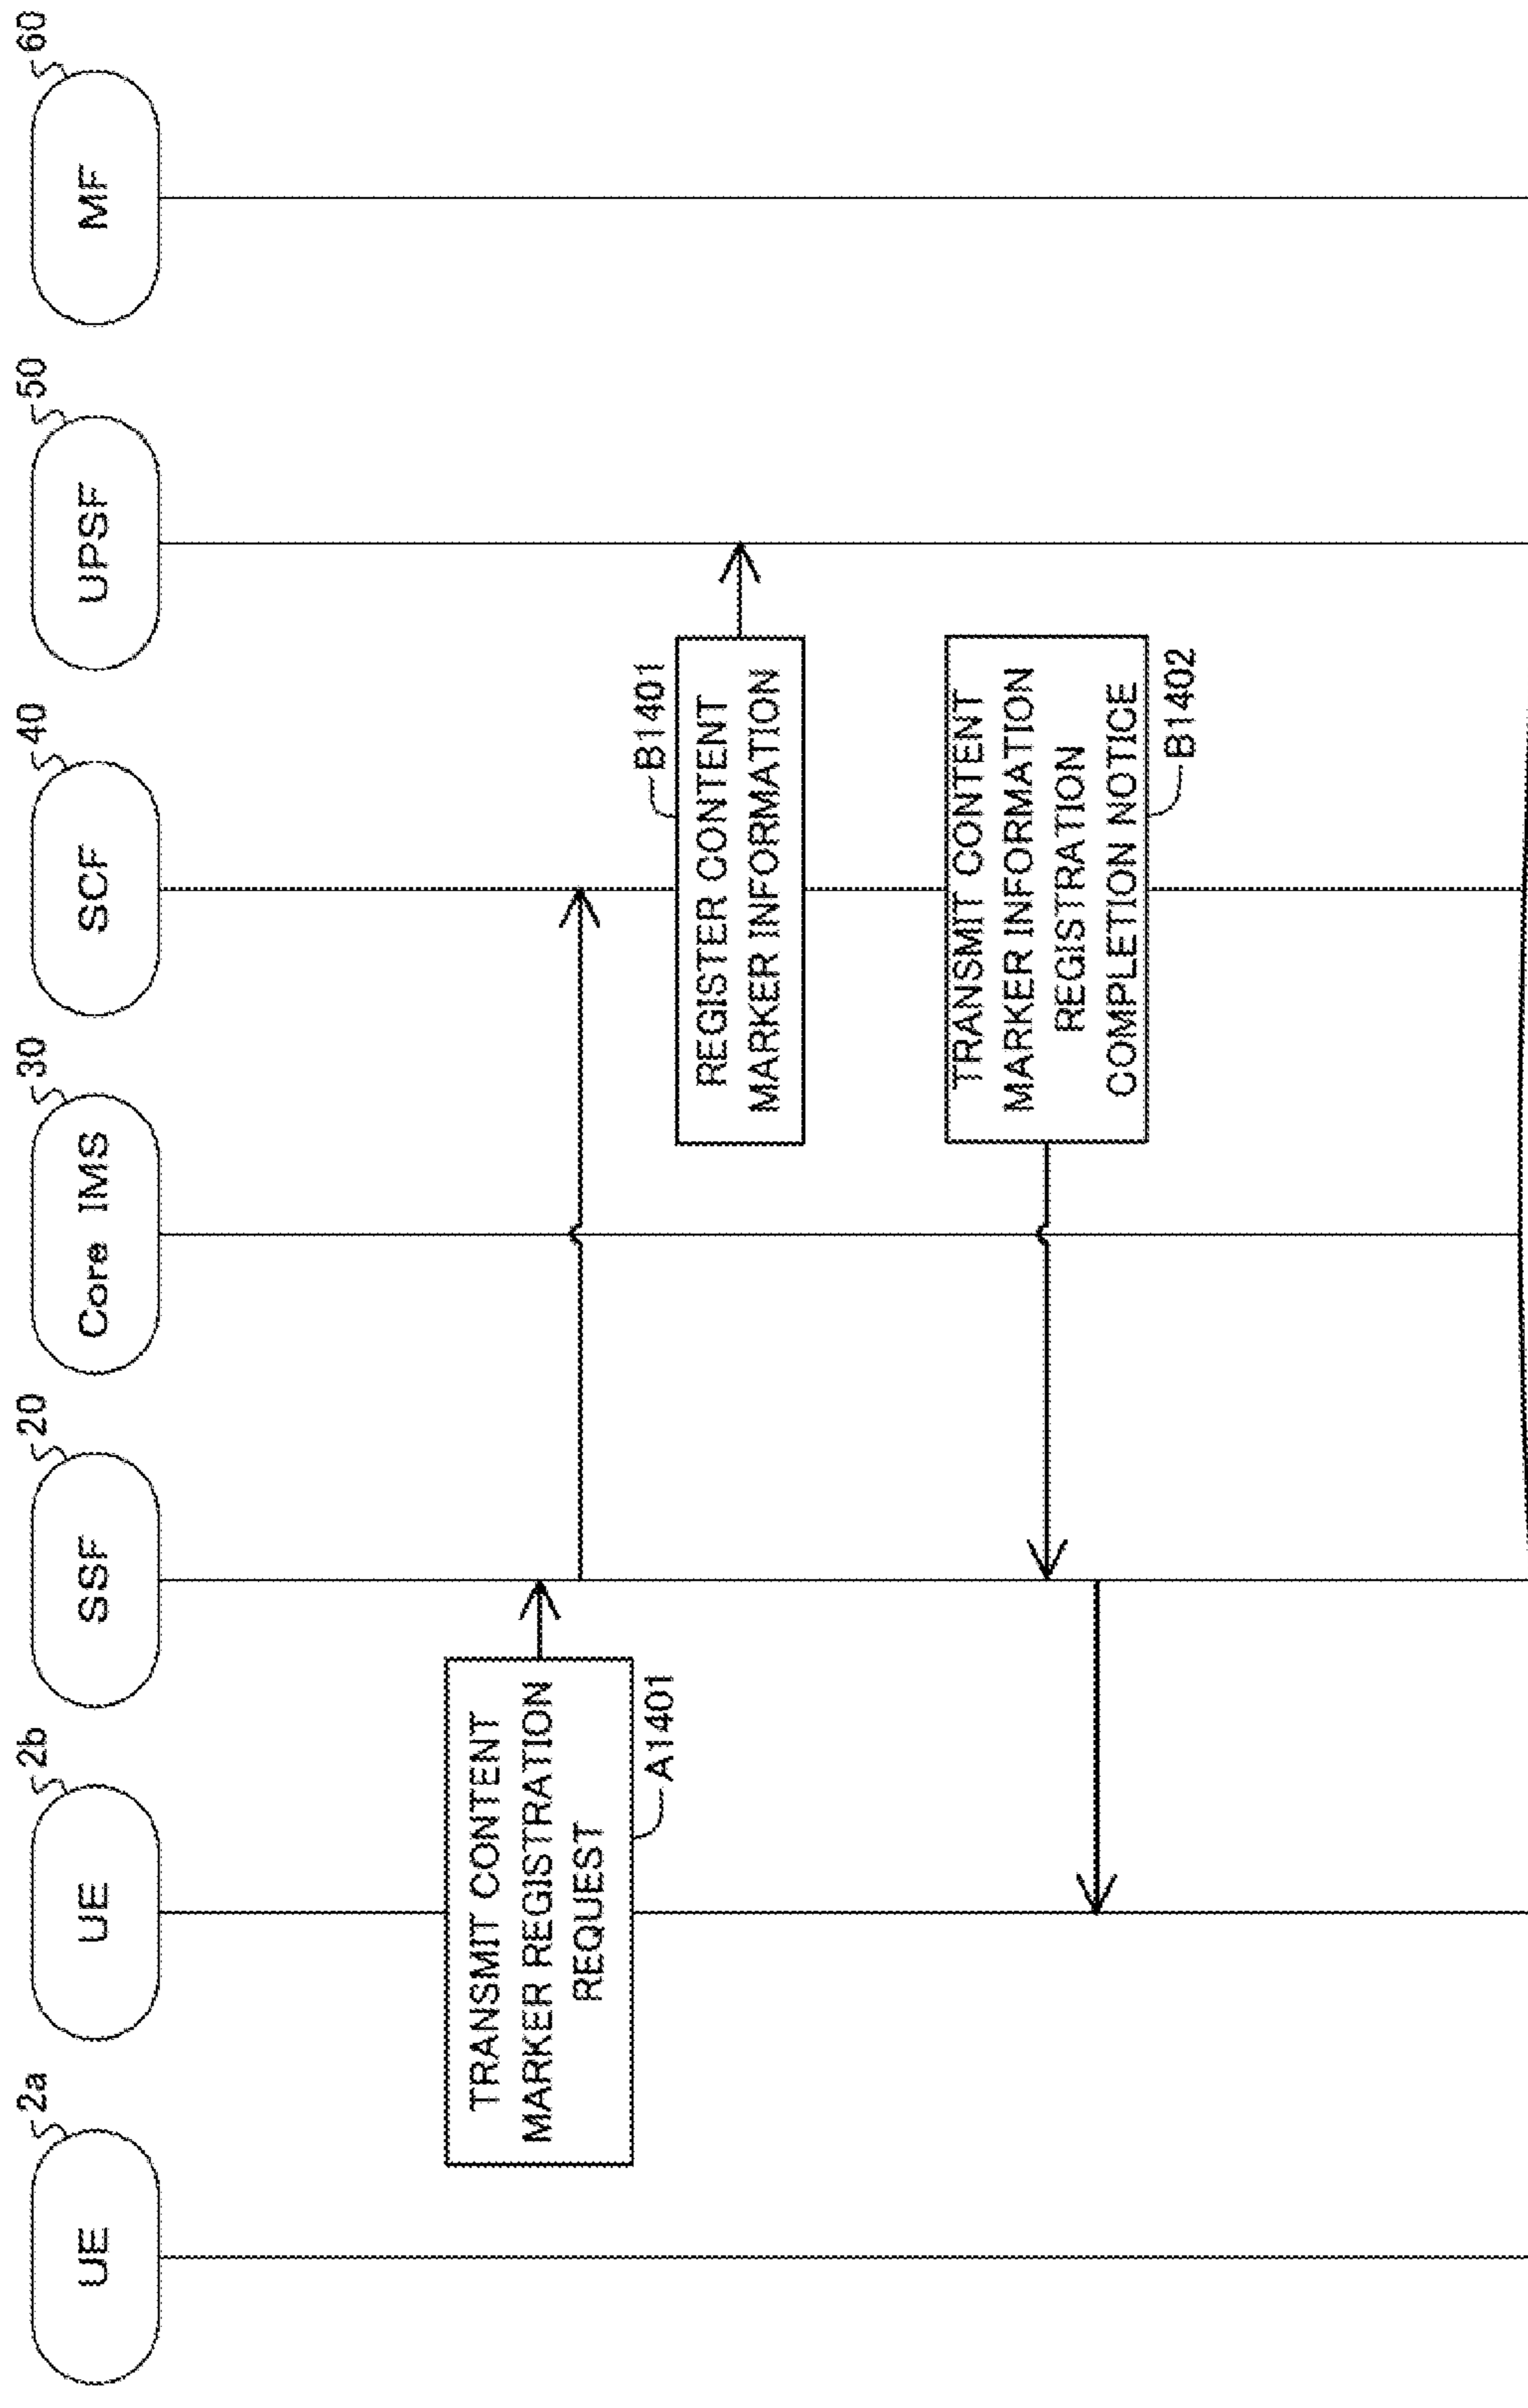 2a
UE
2b
UE
20
SSF
30
Core IMS
40
SCF
50
UPSF
60
MF
TRANSMIT CONTENT
MARKER REGISTRATION
REQUEST
A1401
B1401
REGISTER CONTENT
MARKER INFORMATION
TRANSMIT CONTENT
MARKER INFORMATION
REGISTRATION
COMPLETION NOTICE
B1402